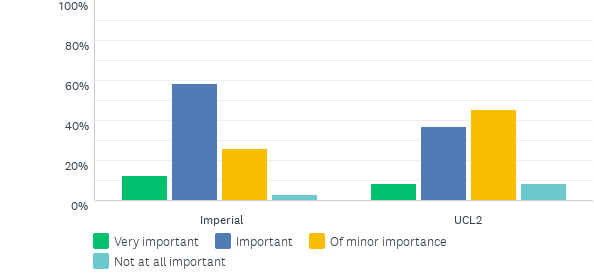 100%
80%
60%
40%
20%
0%
Imperial UCL2
Very important Important Of minor importance
Not at all important